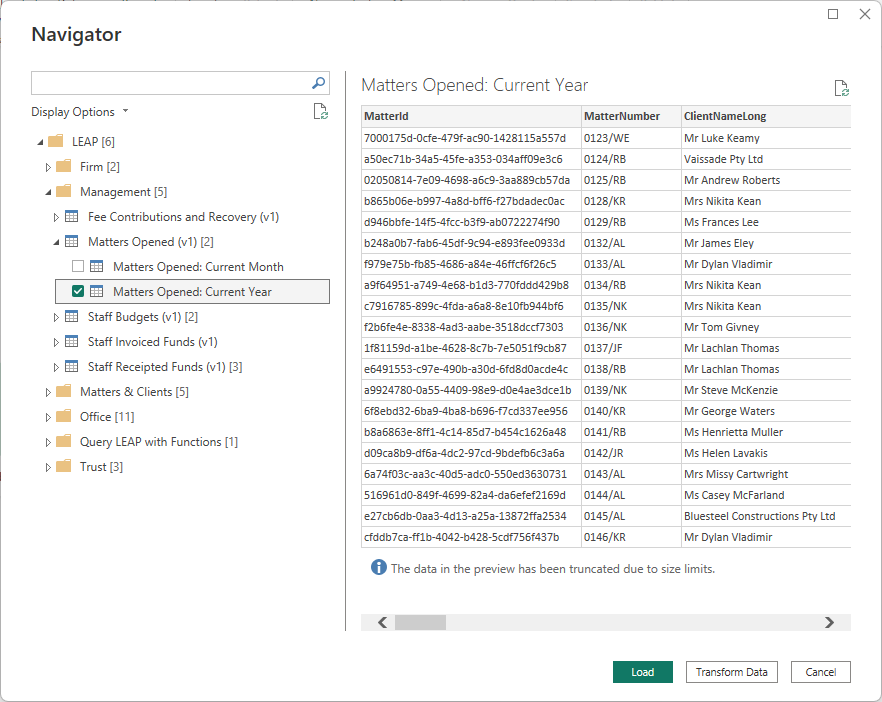 Navigator
Display Options
LEAP [6]
Firm [2]
Management [5]
Fee Contributions and Recovery (v1)
Matters Opened (v1) [2]
Matters Opened: Current Month
Matters Opened: Current Year
Staff Budgets (v1) [2]
Staff Invoiced Funds (v1)
Staff Receipted Funds (v1) [3]
Matters & Clients [5]
Office [11]
Query LEAP with Functions [1]
Trust [3]
Matters Opened: Current Year
MatterId MatterNumber ClientNameLong
7000175d-0cfe-479f-ac90-1428115a557d 0123/WE Mr Luke Keamy
a50ec71b-34a5-45fe-a353-034aff09e3c6 0124/RB Vaissade Pty Ltd
02050814-7e09-4698-a6c9-3aa889cb57da 0125/RB Mr Andrew Roberts
b865b06e-b997-4a8d-bff6-f27bdadec0ac 0128/KR Mrs Nikita Kean
d946bbfe-14f5-4fcc-b3f9-ab0722274f90 0129/RB Ms Frances Lee
b248a0b7-fab6-45df-9c94-e893fee0933d 0132/AL Mr James Eley
f979e75b-fb85-4686-a84e-46ffcf6f26c5 0133/AL Mr Dylan Vladimir
a9f64951-a749-4e68-b1d3-770fddd429b8 0134/RB Mrs Nikita Kean
c7916785-899c-4fda-a6a8-8e10fb944bf6 0135/NK Mrs Nikita Kean
f2b6fe4e-8338-4ad3-aabe-3518dccf7303 0136/NK Mr Tom Givney
1f81159d-a1be-4628-8c7b-7e5051f9cb87 0137/JF Mr Lachlan Thomas
e6491553-c97e-490b-a30d-6fd8d0acde4c 0138/RB Mr Lachlan Thomas
a9924780-0a55-4409-98e9-d0e4ae3dce1b 0139/NK Mr Steve McKenzie
6f8ebd32-6ba9-4ba8-b696-f7cd337ee956 0140/KR Mr George Waters
b8a6863e-8ff1-4c14-85d7-b454c1626a48 0141/RB Ms Henrietta Muller
d09ca8b9-df6a-4dc2-97cd-9bdefb6c3a6a 0142/JR Ms Helen Lavakis
6a74f03c-aa3c-40d5-adc0-550ed3630731 0143/AL Mrs Missy Cartwright
516961d0-849f-4699-82a4-da6efef2169d 0144/AL Ms Casey McFarland
e27cb6db-0aa3-4d13-a25a-13872ffa2534 0145/AL Bluesteel Constructions Pty Ltd
cfddb7ca-ff1b-4042-b428-5cdf756f437b 0146/KR Mr Dylan Vladimir
The data in the preview has been truncated due to size limits.
Load Transform Data Cancel